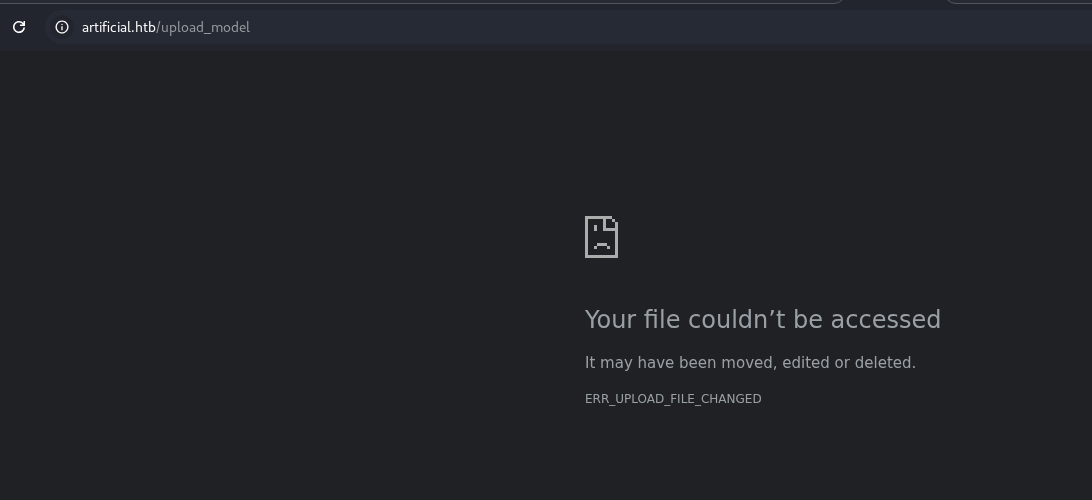 artificial.htb/upload_model
Your file couldn’t be accessed
It may have been moved, edited or deleted.
ERR_UPLOAD_FILE_CHANGED